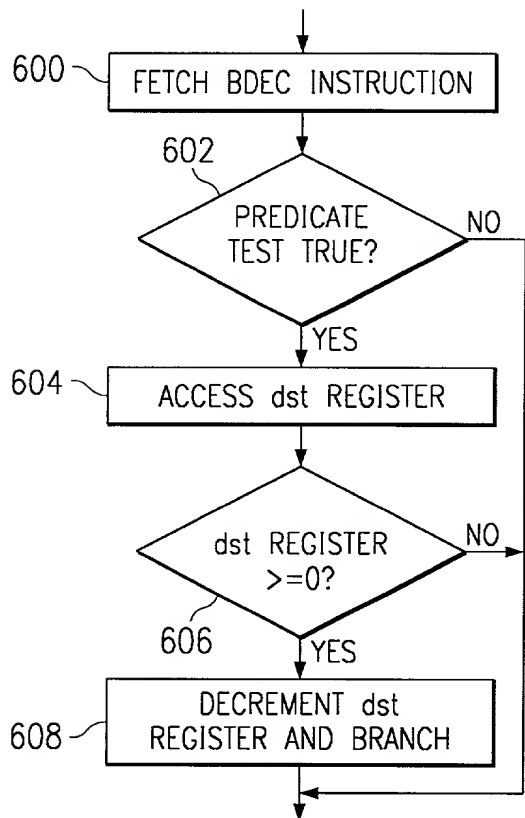 600
FETCH BDEC INSTRUCTION
602
PREDICATE
TEST TRUE?
NO
YES
604
ACCESS dst REGISTER
dst REGISTER
>=0?
NO
606
YES
608
DECREMENT dst
REGISTER AND BRANCH